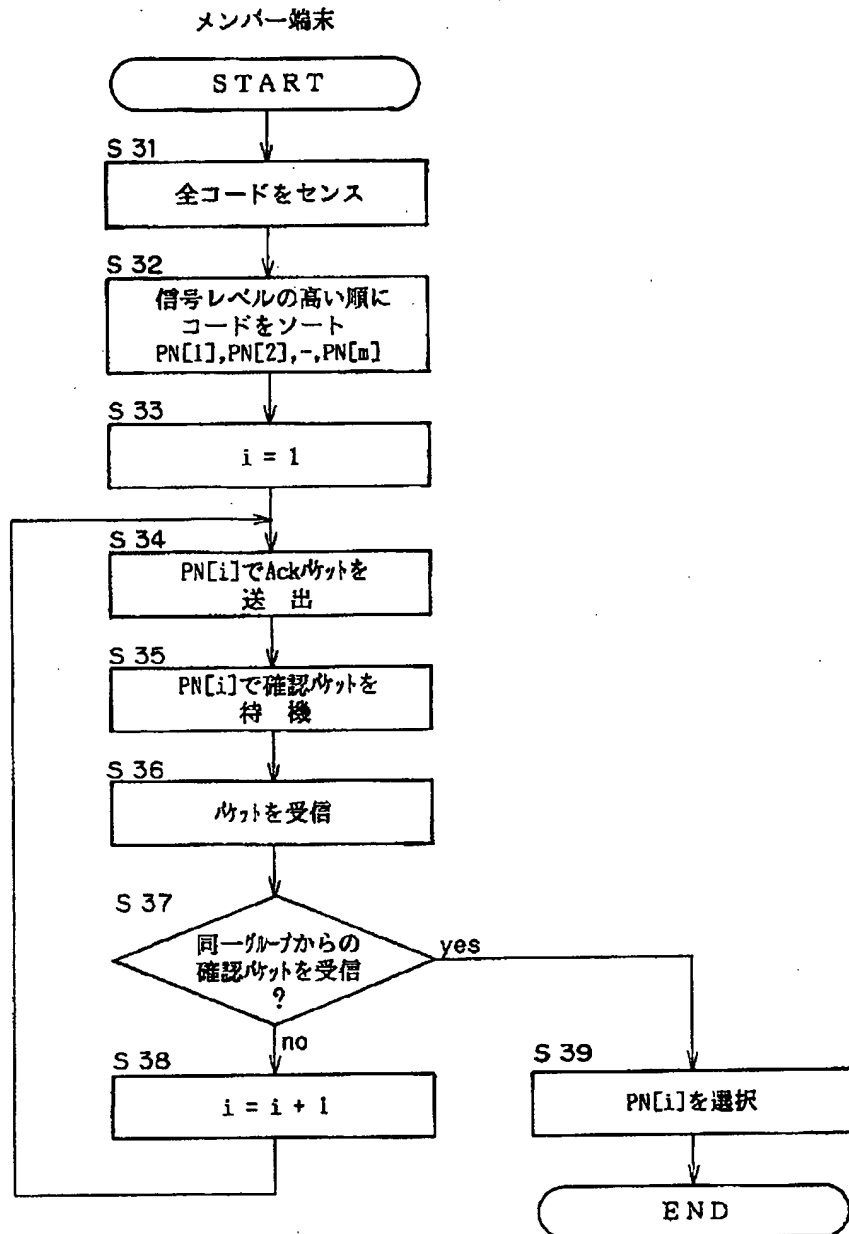 メンバー端末
START
S 31
全コードをセンス
S 32
信号レベルの高い順に
コードをソート
PN[1],PN[2],-,PN[m]
S 33
i = 1
S 34
PN[i]でAckパケットを
送 出
S 35
PN[i]で確認パケットを
待 機
S 36
パケットを受信
S 37
同一グループからの
確認パケットを受信
?
yes
no
S 38
i = i + 1
S 39
PN[i]を選択
END